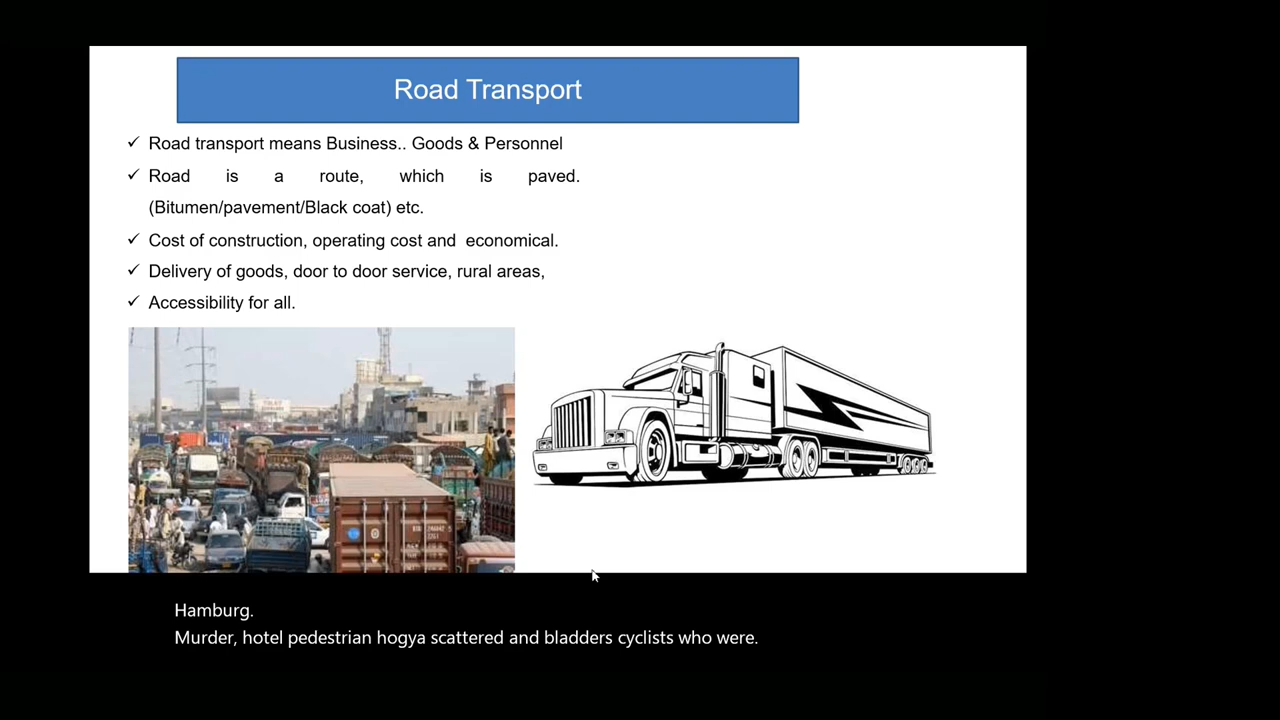 Road Transport
✓ Road transport means Business.. Goods & Personnel
✓ Road is a route, which is paved.
(Bitumen/pavement/Black coat) etc.
✓ Cost of construction, operating cost and economical.
✓ Delivery of goods, door to door service, rural areas,
✓ Accessibility for all.
Hamburg.
Murder, hotel pedestrian hogya scattered and bladders cyclists who were.